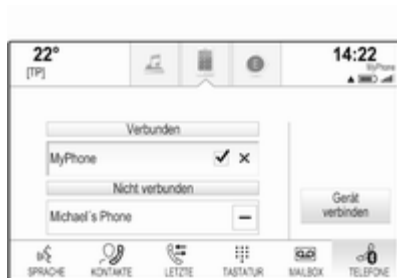 22°
[TP]
14:22
MyPhone
Verbunden
MyPhone
Nicht verbunden
Michael´s Phone
Gerät
verbinden
SPRACHE KONTAKTE LETZTE TASTATUR MAILBOX TELEFONE